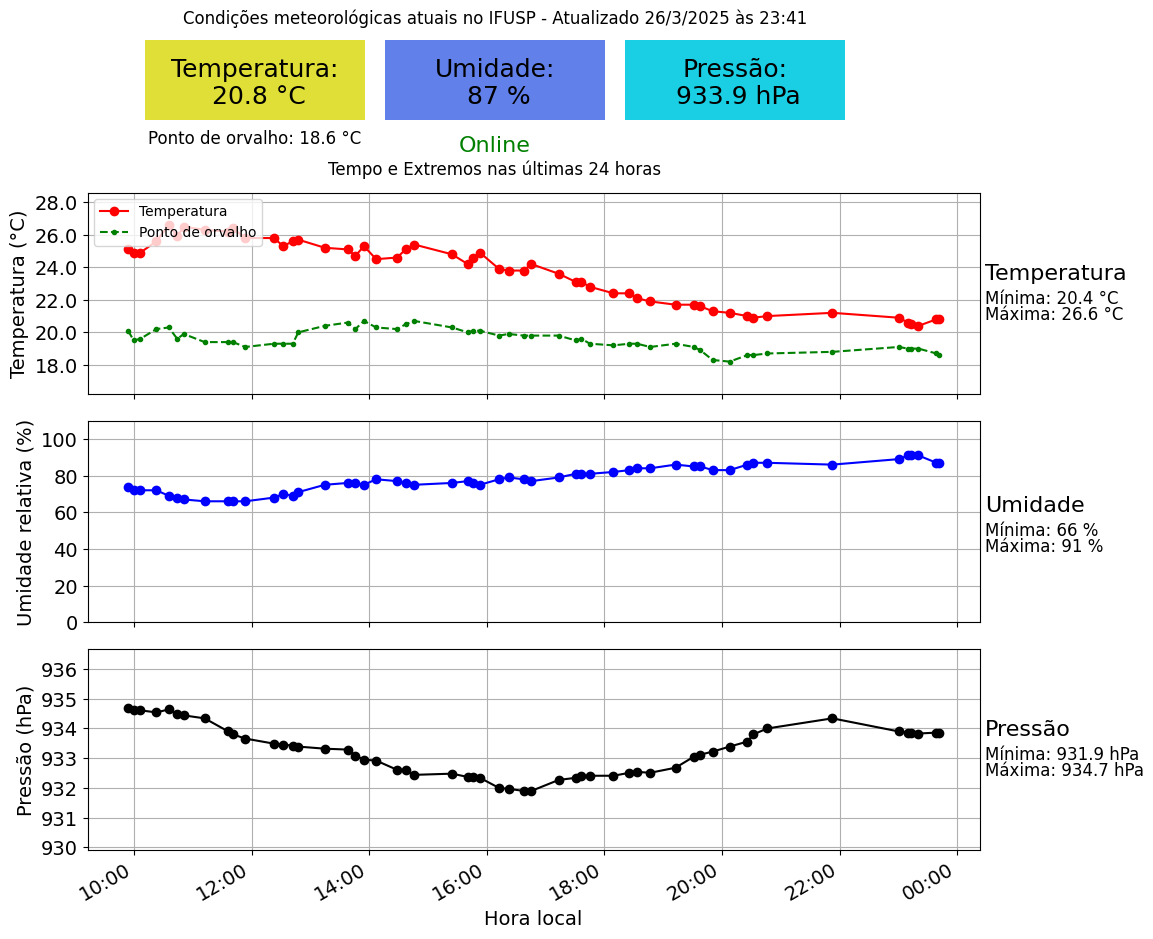 Condições meteorológicas atuais no IFUSP - Atualizado 26/3/2025 às 23:41
Temperatura:
20.8 °C
Umidade:
87 %
Pressão:
933.9 hPa
Ponto de orvalho: 18.6 °C
Online
Tempo e Extremos nas últimas 24 horas
Temperatura (°C)
28.0
26.0
24.0
22.0
20.0
18.0
Temperatura
Ponto de orvalho
Temperatura
Mínima: 20.4 °C
Máxima: 26.6 °C
Umidade relativa (%)
100
80
60
40
20
0
Umidade
Mínima: 66 %
Máxima: 91 %
Pressão (hPa)
936
935
934
933
932
931
930
Pressão
Mínima: 931.9 hPa
Máxima: 934.7 hPa
10:00
12:00
14:00
16:00
18:00
20:00
22:00
00:00
Hora local